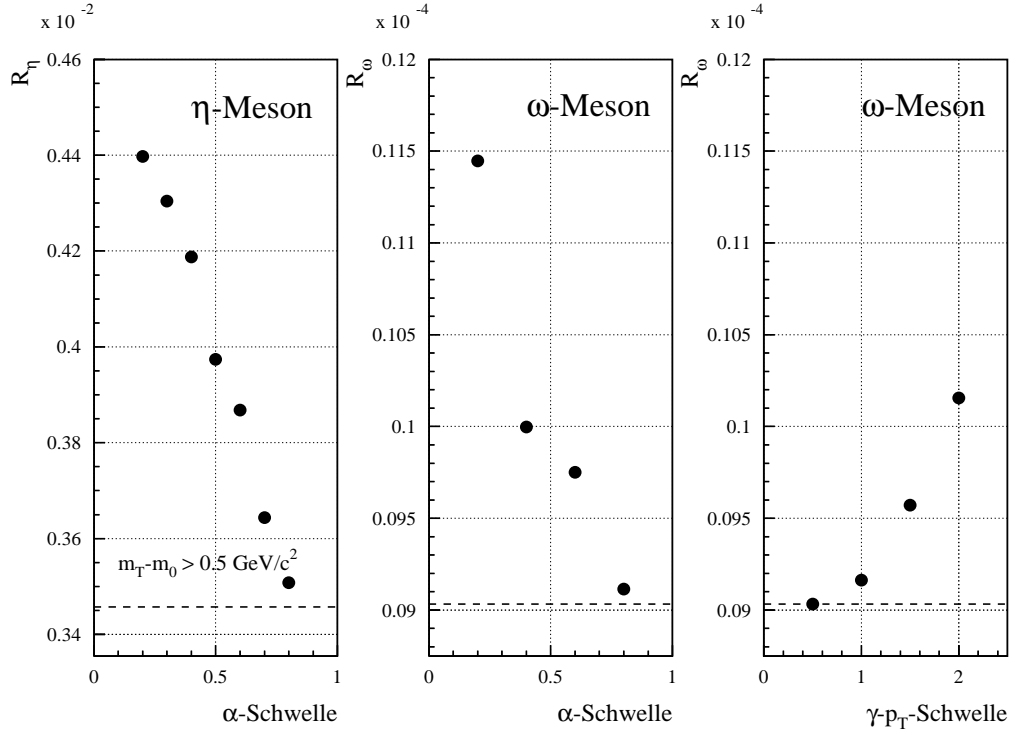 x 10⁻²
R_η
0.46
0.44
0.42
0.4
0.38
0.36
0.34
η-Meson
m_T-m_0 > 0.5 GeV/c²
0
0.5
1
α-Schwelle
x 10⁻⁴
R_ω
0.12
0.115
0.11
0.105
0.1
0.095
0.09
ω-Meson
0
0.5
1
α-Schwelle
x 10⁻⁴
R_ω
0.12
0.115
0.11
0.105
0.1
0.095
0.09
ω-Meson
0
1
2
γ-p_T-Schwelle